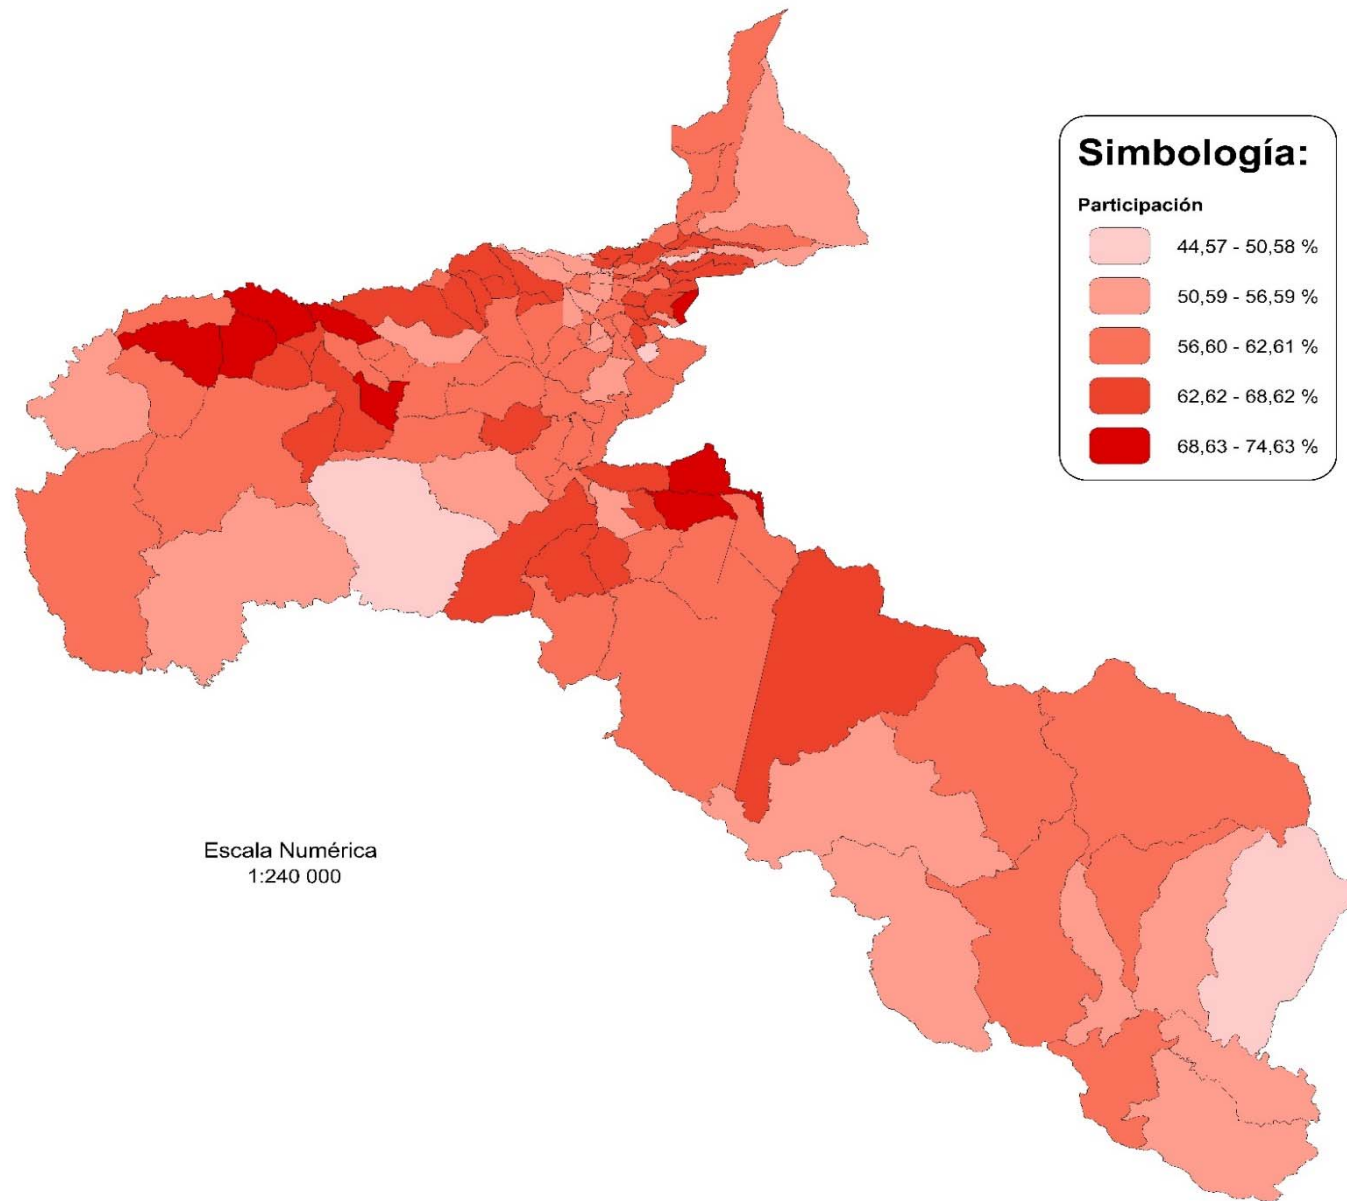 Simbología:
Participación
44,57 - 50,58 %
50,59 - 56,59 %
56,60 - 62,61 %
62,62 - 68,62 %
68,63 - 74,63 %
Escala Numérica
1:240 000